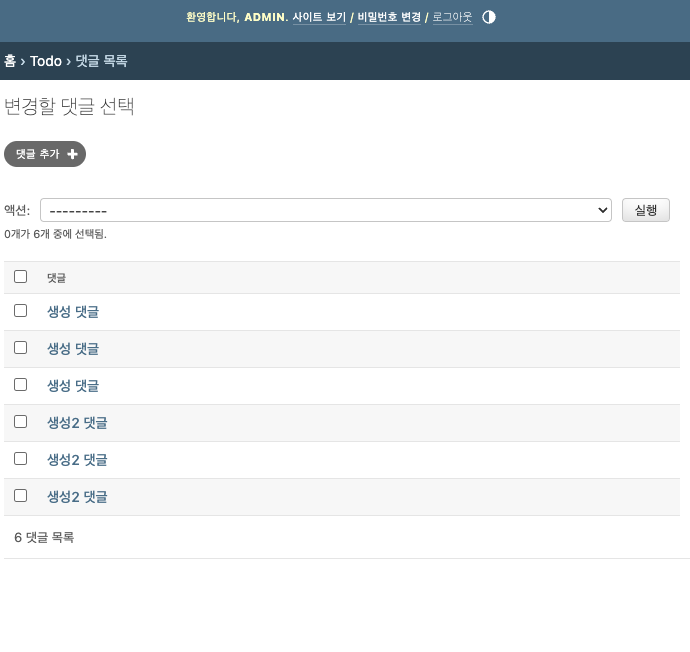 환영합니다, ADMIN. 사이트 보기 / 비밀번호 변경 / 로그아웃
홈 › Todo › 댓글 목록
변경할 댓글 선택
댓글 추가 +
액션: --------- 실행
0개가 6개 중에 선택됨.
댓글
생성 댓글
생성 댓글
생성 댓글
생성2 댓글
생성2 댓글
생성2 댓글
6 댓글 목록